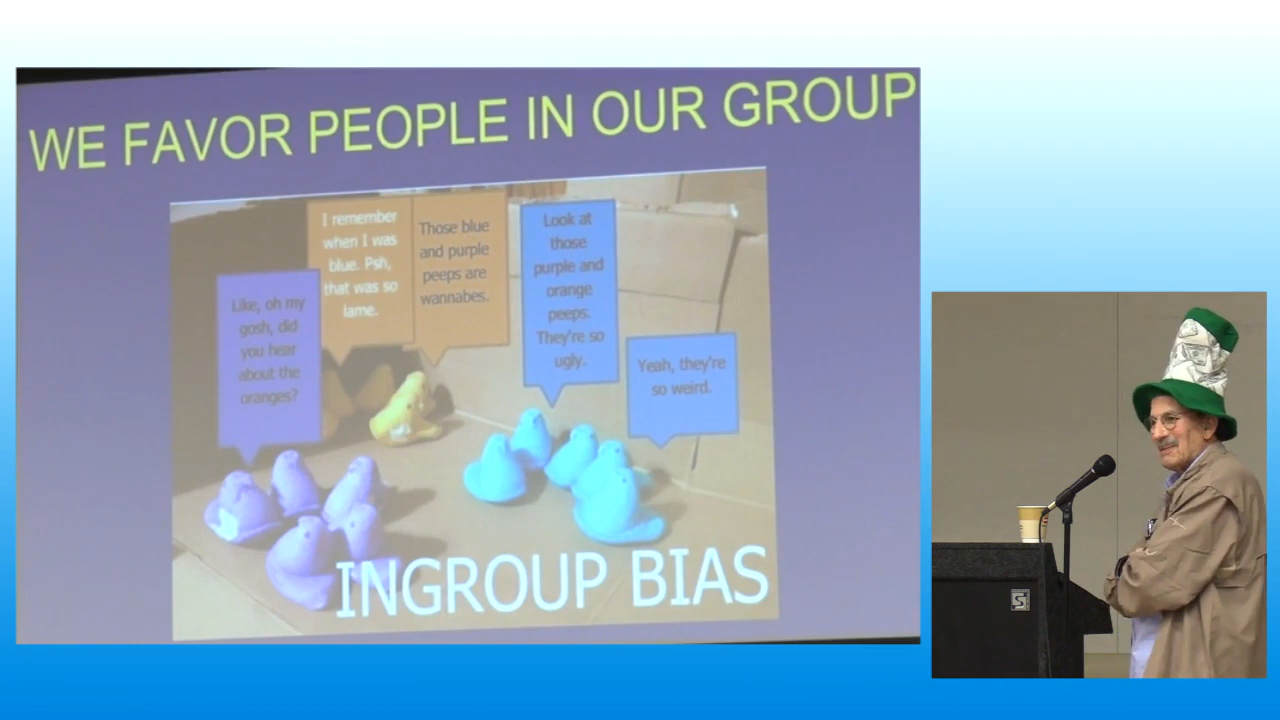 WE FAVOR PEOPLE IN OUR GROUP
Like, oh my
gosh, did
you hear
about the
oranges?
I remember
when I was
blue. Psh,
that was so
lame.
Those blue
and purple
peeps are
wannabes.
Look at
those
purple and
orange
peeps.
They're so
ugly.
Yeah, they're
so weird.
INGROUP BIAS